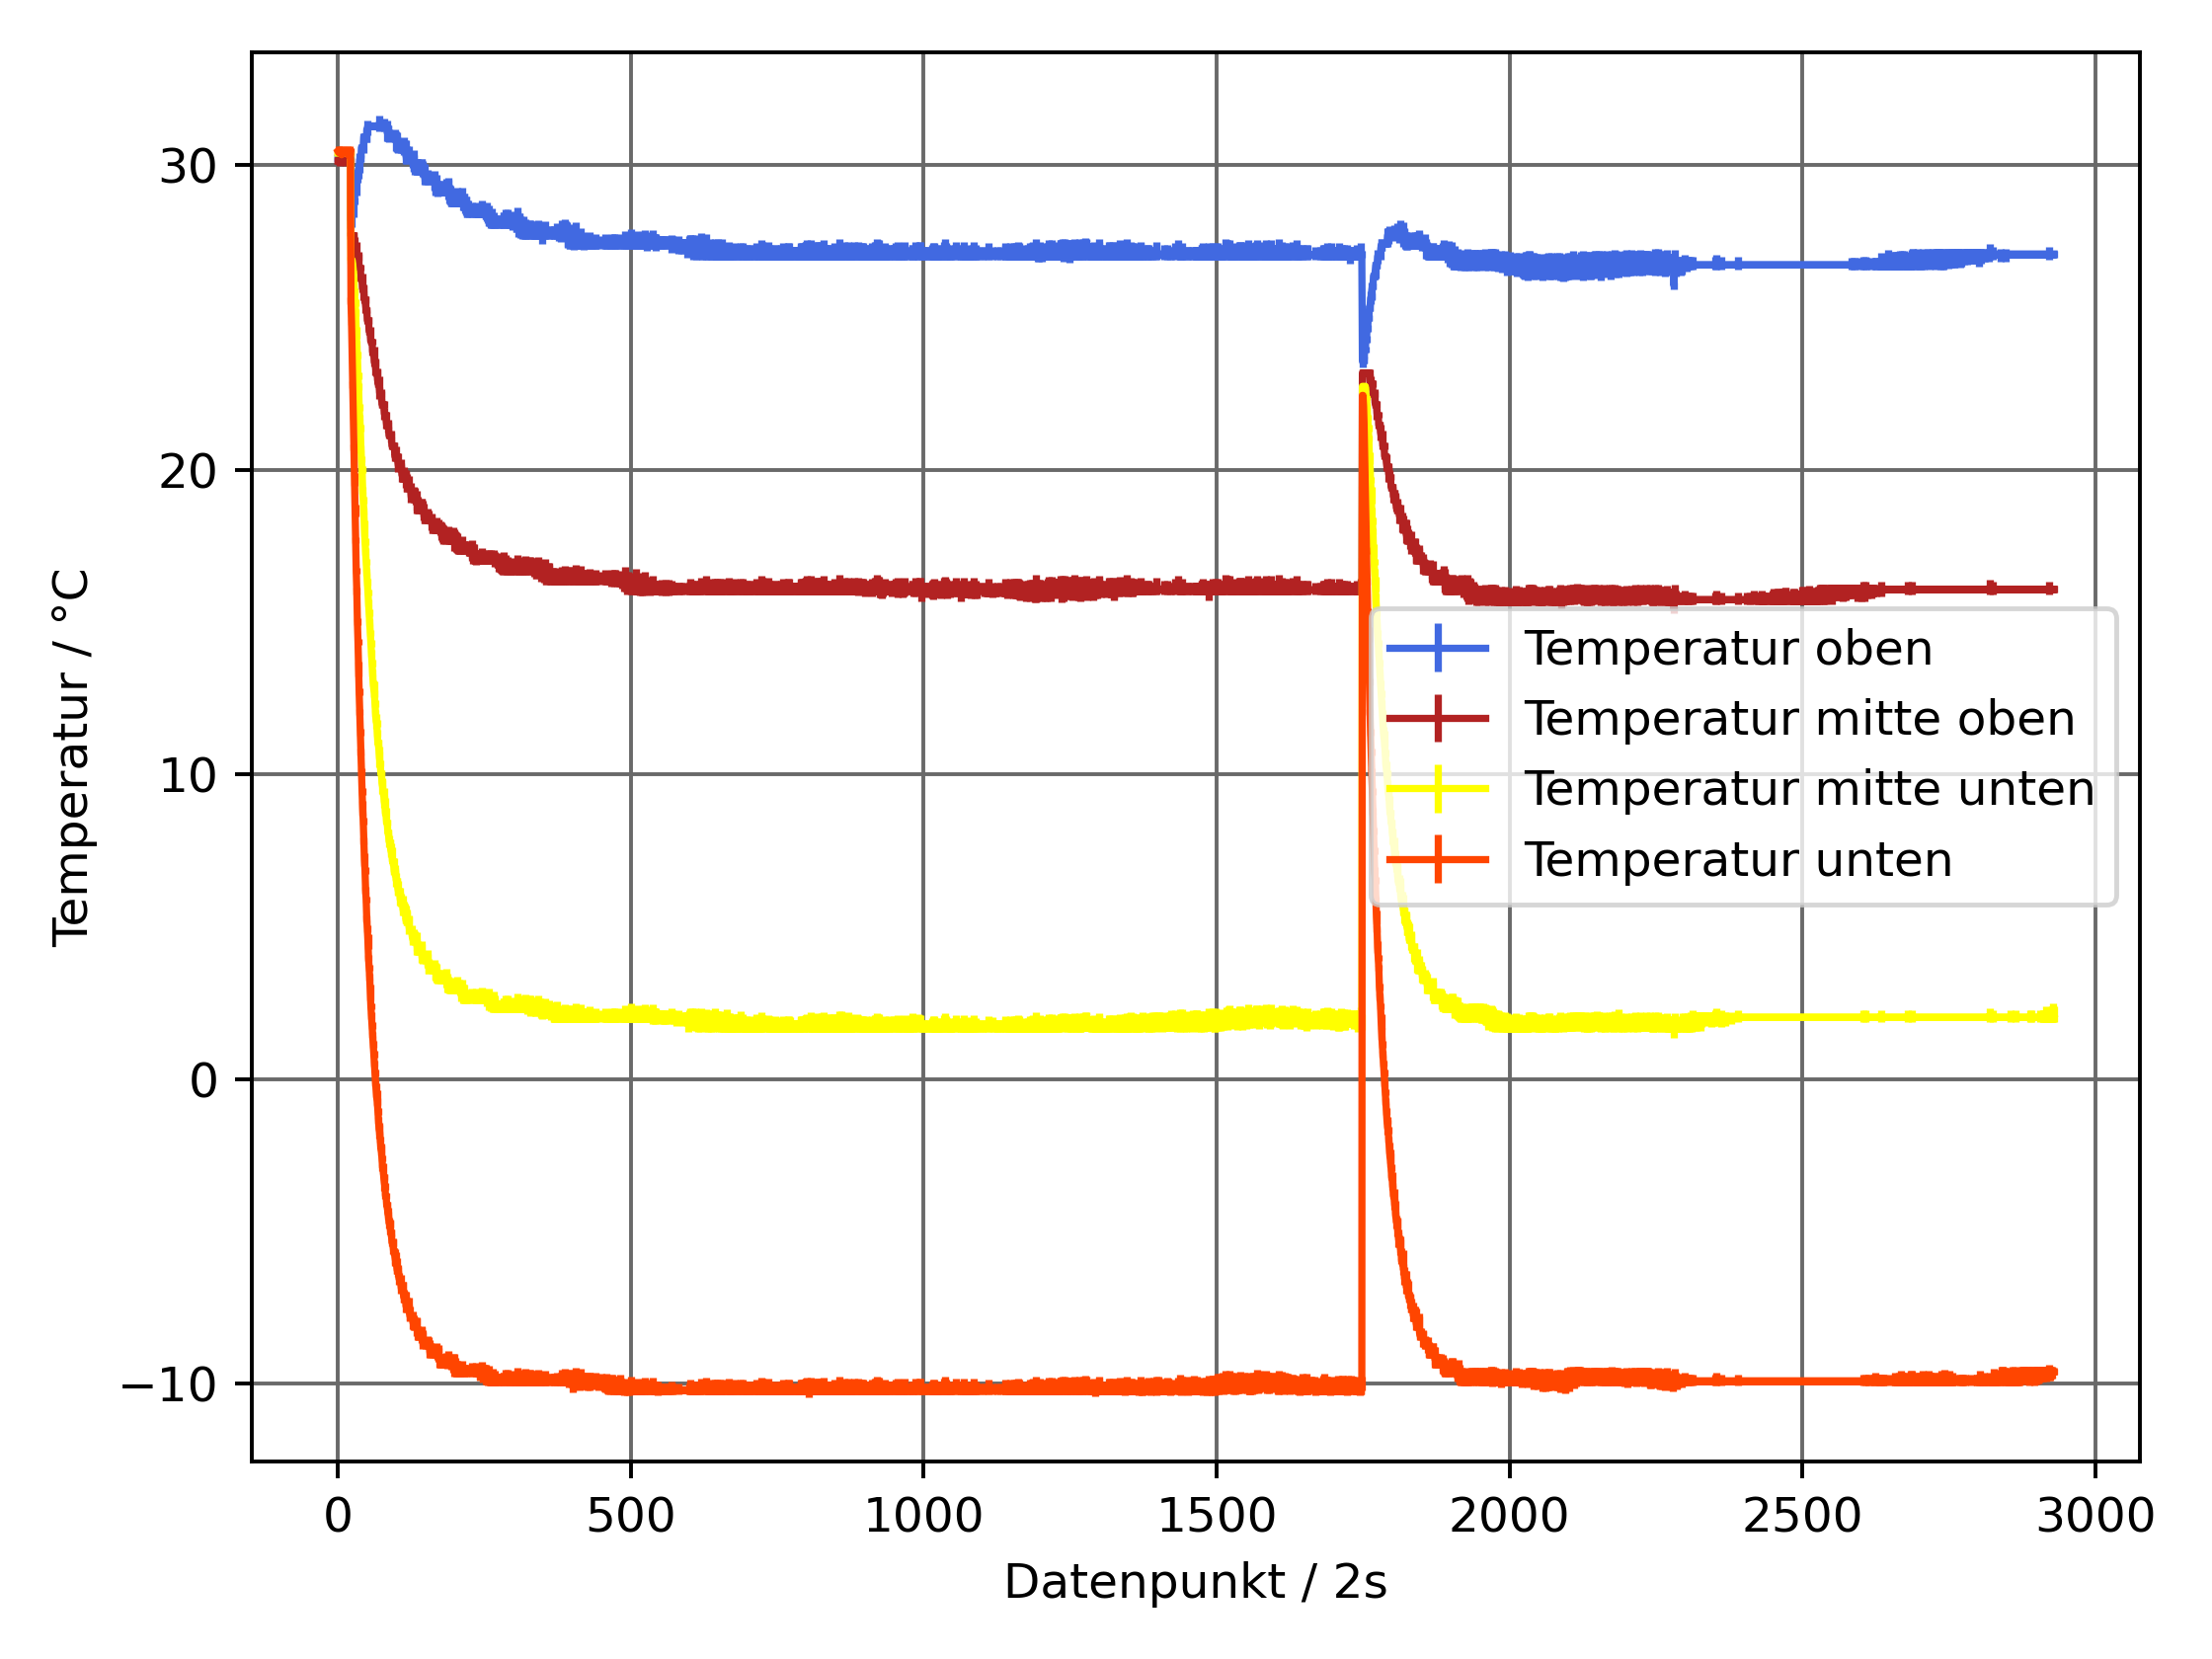 30
20
10
0
−10
Temperatur / °C
Temperatur oben
Temperatur mitte oben
Temperatur mitte unten
Temperatur unten
0 500 1000 1500 2000 2500 3000
Datenpunkt / 2s